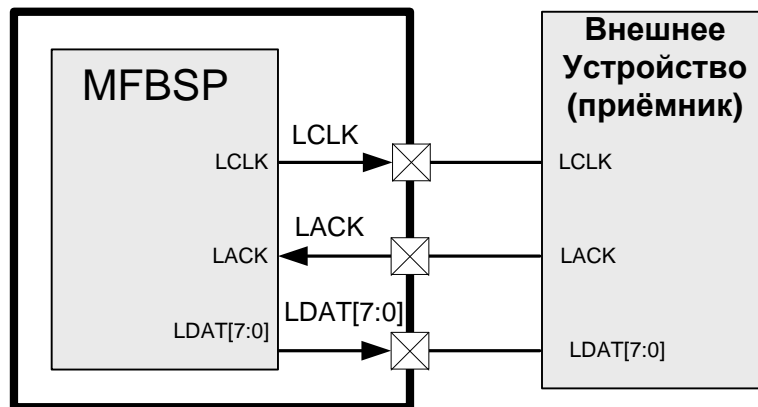 MFBSP
LCLK
LCLK
LACK
LACK
LDAT[7:0]
LDAT[7:0]
Внешнее
Устройство
(приёмник)
LCLK
LACK
LDAT[7:0]